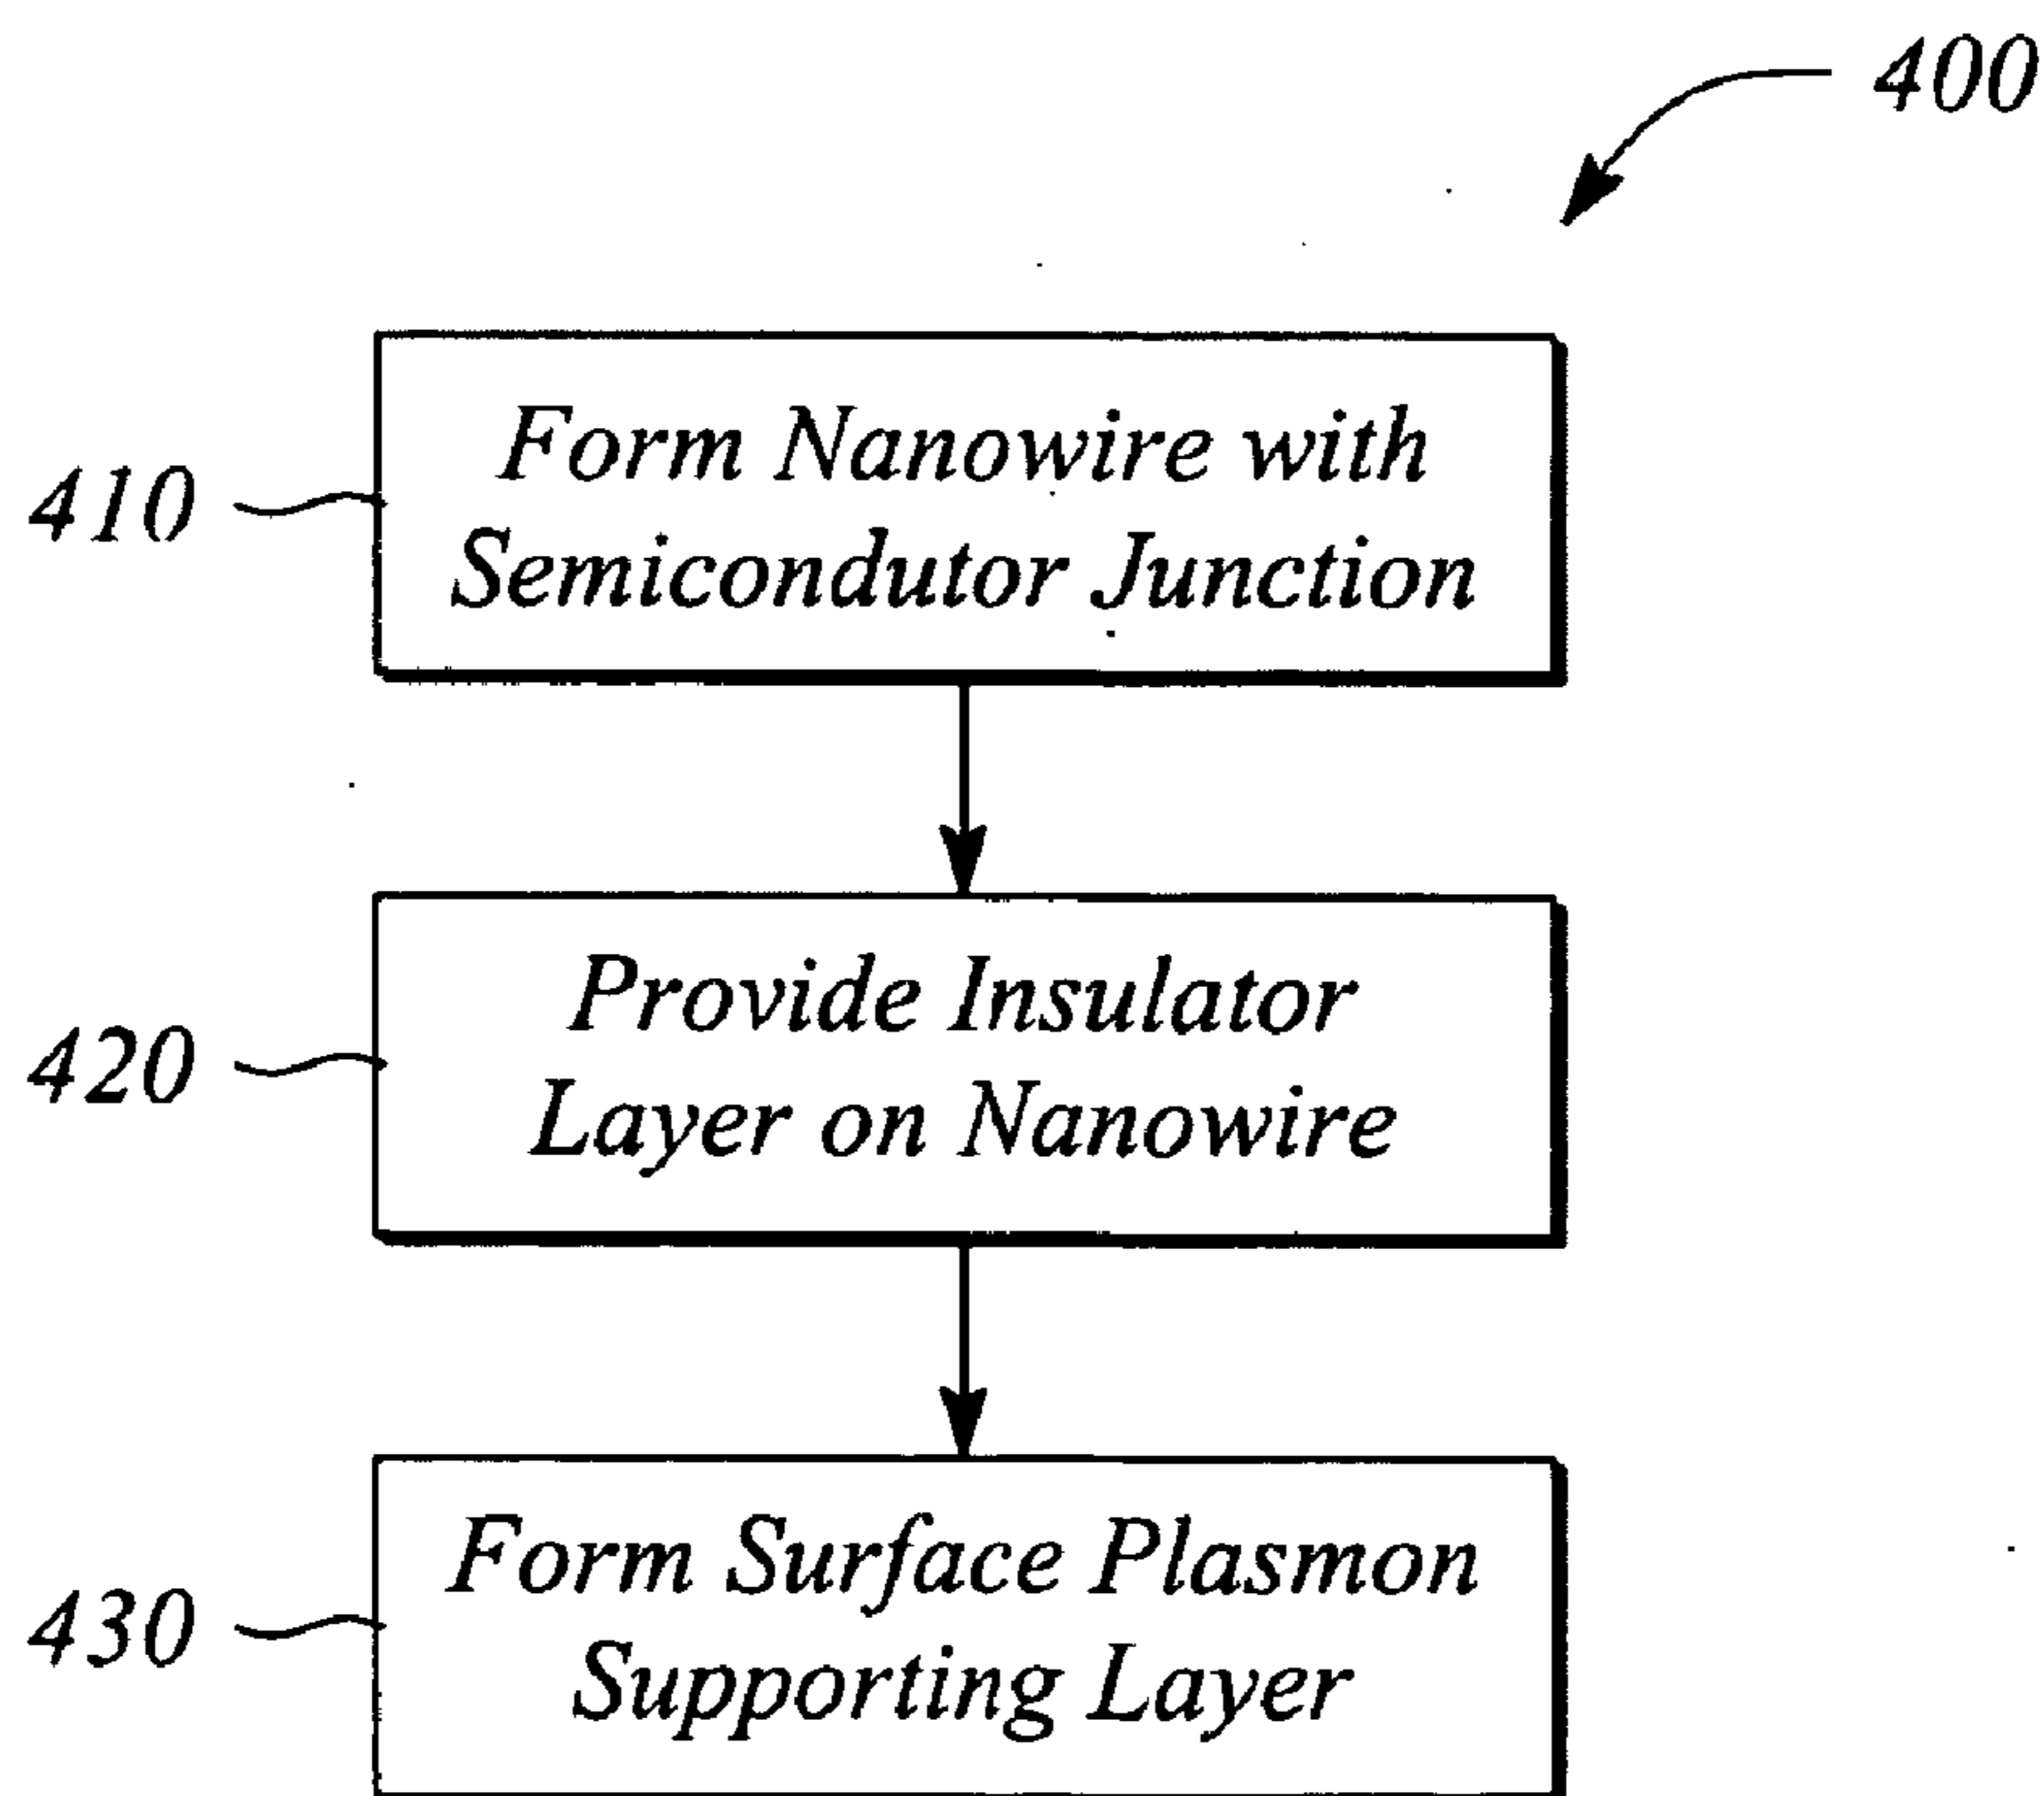 400
410
Form Nanowire with
Semicondutor Junction
420
Provide Insulator
Layer on Nanowire
430
Form Surface Plasmon
Supporting Layer